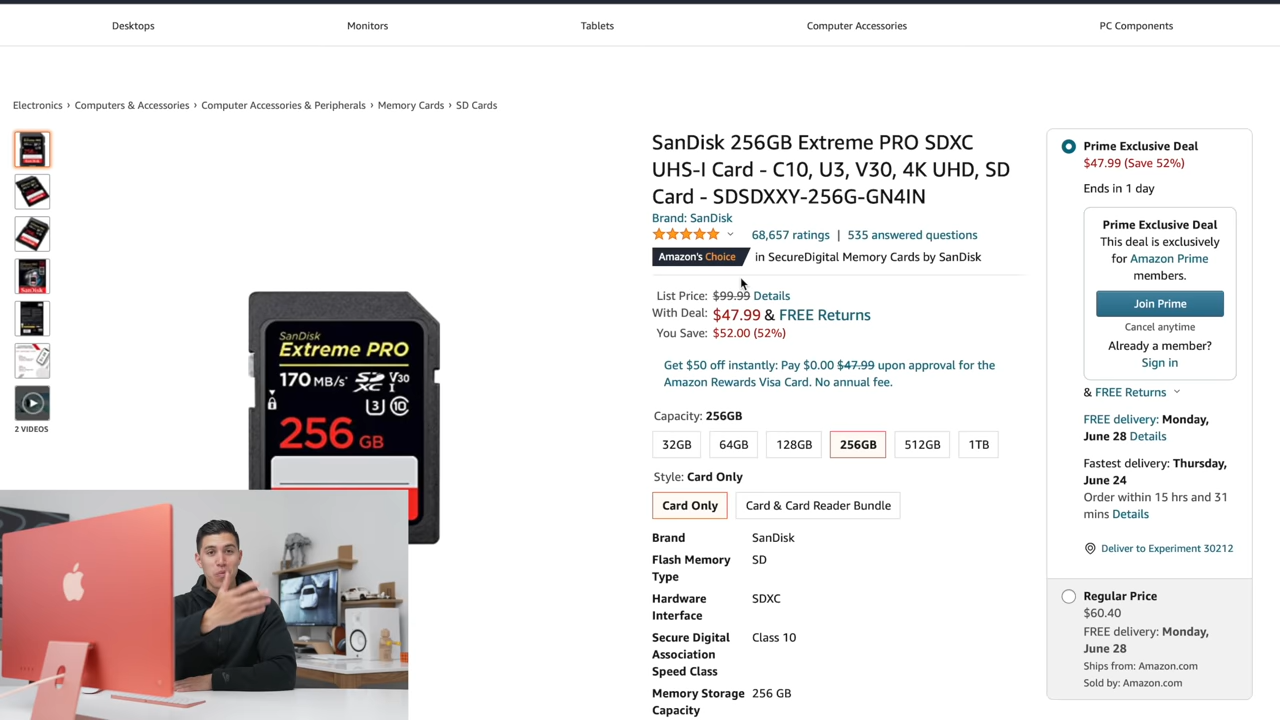 Desktops
Monitors
Tablets
Computer Accessories
PC Components
Electronics › Computers & Accessories › Computer Accessories & Peripherals › Memory Cards › SD Cards
2 VIDEOS
SanDisk
Extreme PRO
170 MB/s*
SDXC I V30
U3 10
256 GB
SanDisk 256GB Extreme PRO SDXC
UHS-I Card - C10, U3, V30, 4K UHD, SD
Card - SDSDXXY-256G-GN4IN
Brand: SanDisk
68,657 ratings | 535 answered questions
Amazon's Choice in SecureDigital Memory Cards by SanDisk
List Price: $99.99 Details
With Deal: $47.99 & FREE Returns
You Save: $52.00 (52%)
Get $50 off instantly: Pay $0.00 $47.99 upon approval for the
Amazon Rewards Visa Card. No annual fee.
Capacity: 256GB
32GB 64GB 128GB 256GB 512GB 1TB
Style: Card Only
Card Only Card & Card Reader Bundle
Brand SanDisk
Flash Memory SD
Type
Hardware SDXC
Interface
Secure Digital Class 10
Association
Speed Class
Memory Storage 256 GB
Capacity
Prime Exclusive Deal
$47.99 (Save 52%)
Ends in 1 day
Prime Exclusive Deal
This deal is exclusively
for Amazon Prime
members.
Join Prime
Cancel anytime
Already a member?
Sign in
& FREE Returns
FREE delivery: Monday,
June 28 Details
Fastest delivery: Thursday,
June 24
Order within 15 hrs and 31
mins Details
Deliver to Experiment 30212
Regular Price
$60.40
FREE delivery: Monday,
June 28
Ships from: Amazon.com
Sold by: Amazon.com